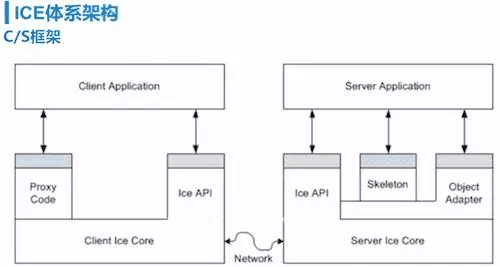 ICE体系架构
C/S框架
Client Application
Server Application
Proxy
Code
Ice API
Ice API
Skeleton
Object
Adapter
Client Ice Core
Server Ice Core
Network